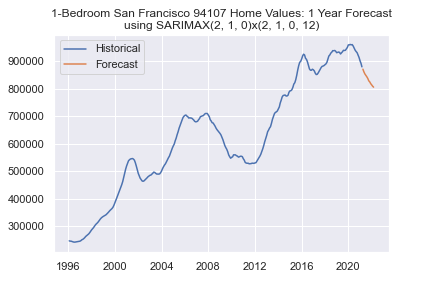 1-Bedroom San Francisco 94107 Home Values: 1 Year Forecast
using SARIMAX(2, 1, 0)x(2, 1, 0, 12)
Historical
Forecast
900000
800000
700000
600000
500000
400000
300000
1996 2000 2004 2008 2012 2016 2020